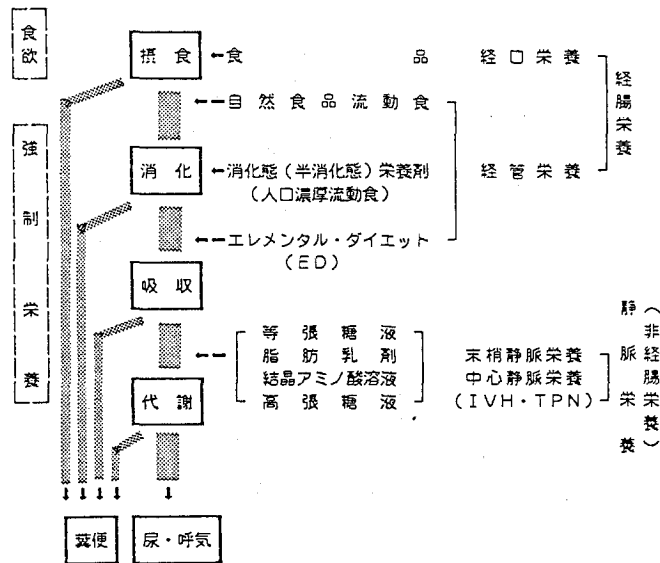 食欲
強制栄養
摂食
←食品
経口栄養
←自然食品流動食
消化
←消化態(半消化態)栄養剤
(人口濃厚流動食)
経管栄養
経腸栄養
←エレメンタル・ダイエット
(ED)
吸収
等張糖液
脂肪乳剤
結晶アミノ酸溶液
高張糖液
末梢静脈栄養
中心静脈栄養
(IVH・TPN)
静脈栄養
(非経腸栄養)
代謝
糞便
尿・呼気